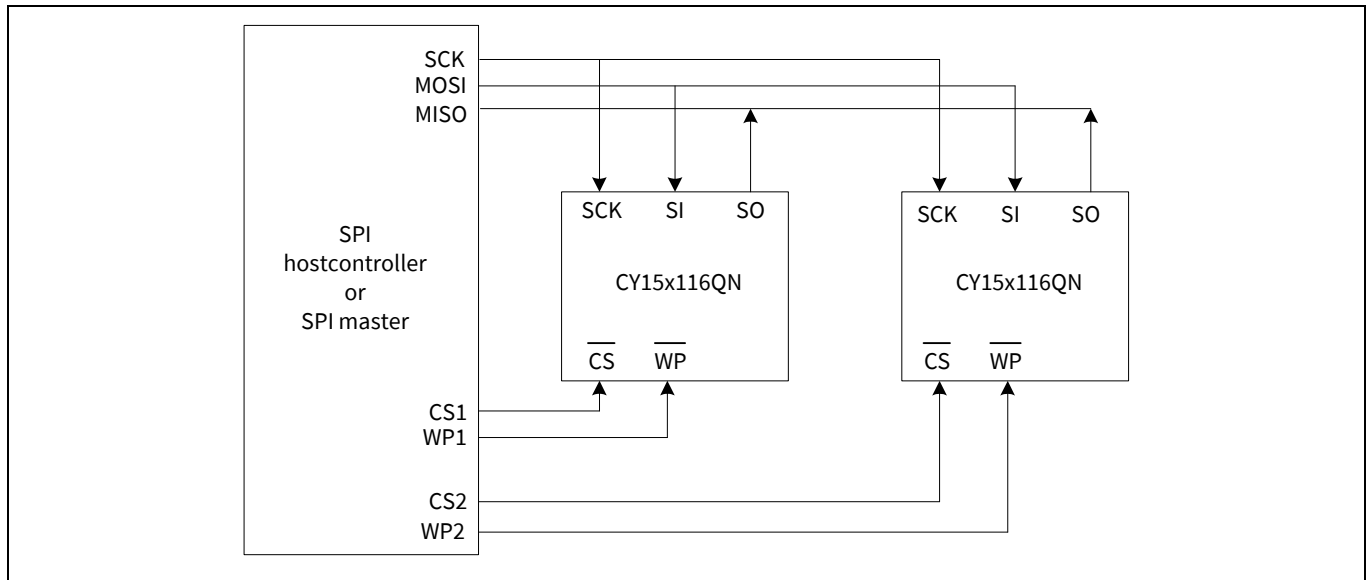 SCK
MOSI
MISO
SCK SI SO
SCK SI SO
SPI
hostcontroller
or
SPI master
CY15x116QN
CY15x116QN
CS WP
CS WP
CS1
WP1
CS2
WP2